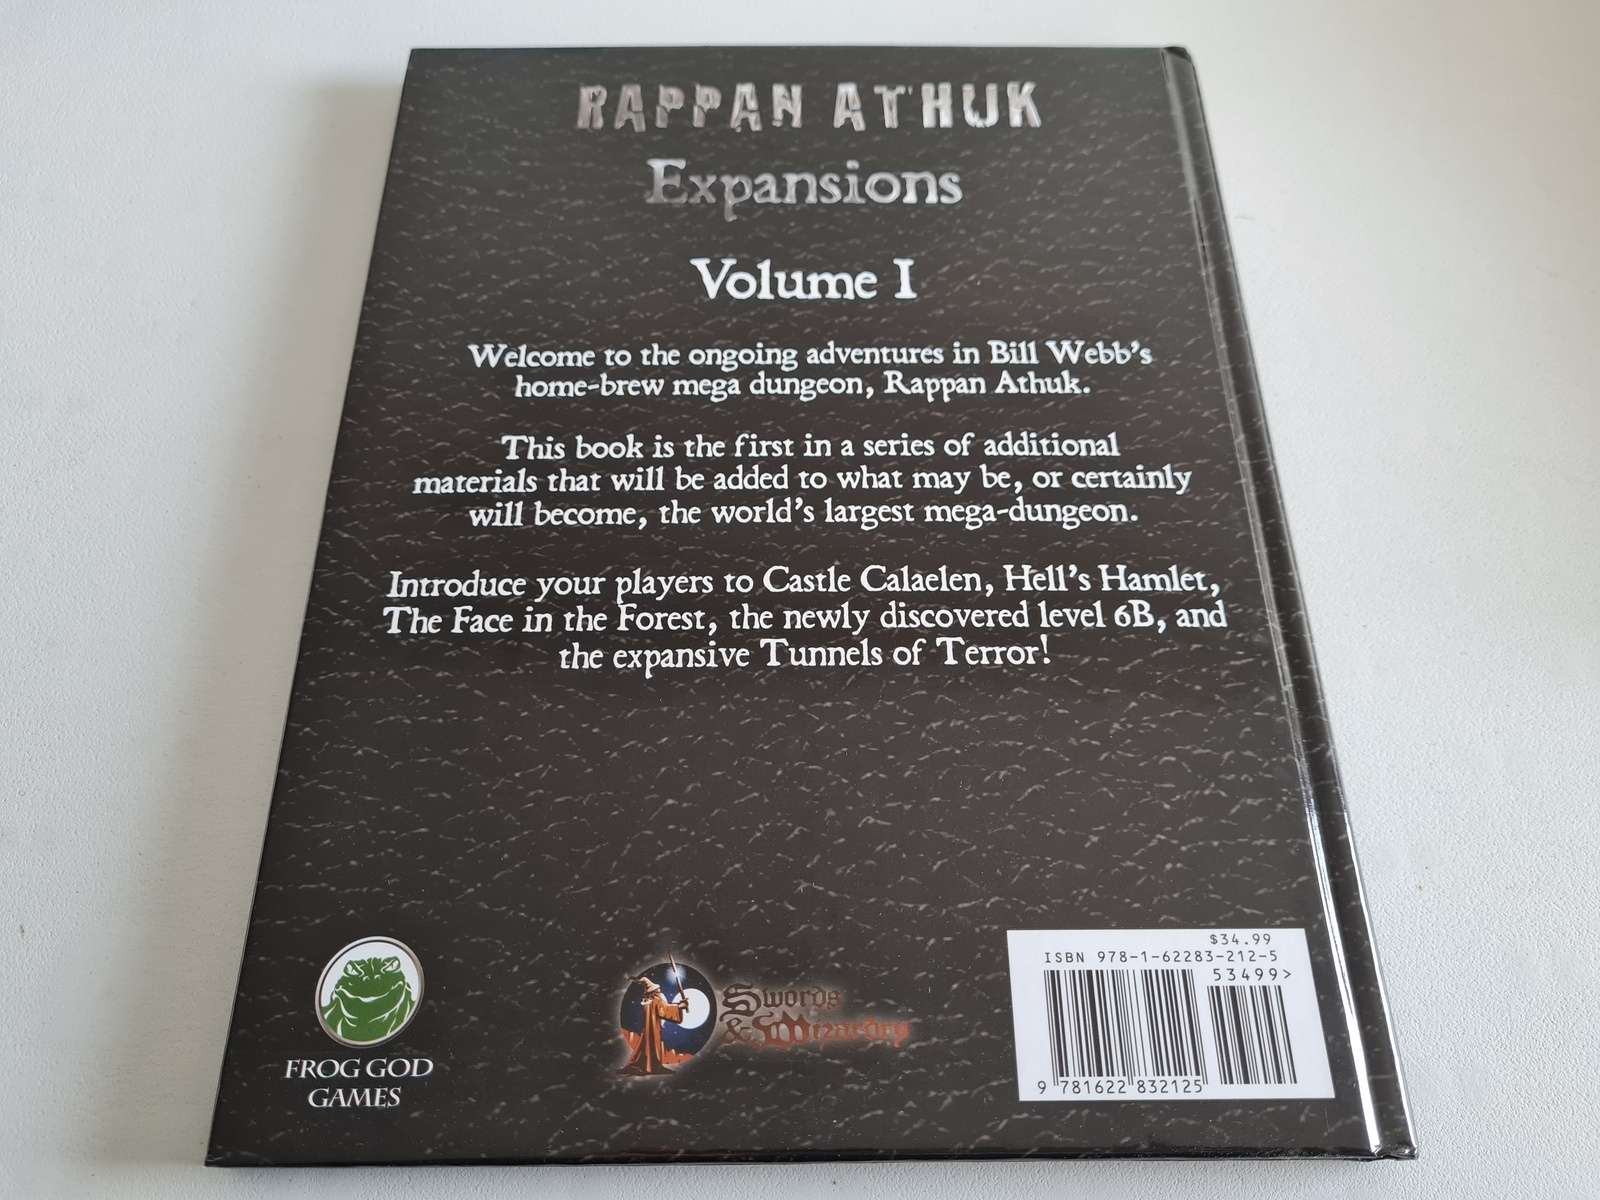 RAPPAN ATHUK
Expansions
Volume I
Welcome to the ongoing adventures in Bill Webb's
home-brew mega dungeon, Rappan Athuk.
This book is the first in a series of additional
materials that will be added to what may be, or certainly
will become, the world's largest mega-dungeon.
Introduce your players to Castle Calaelen, Hell's Hamlet,
The Face in the Forest, the newly discovered level 6B, and
the expansive Tunnels of Terror!
FROG GOD
GAMES
Swords
& Wizardry
$34.99
ISBN 978-1-62283-212-5
53499>
9 781622 832125